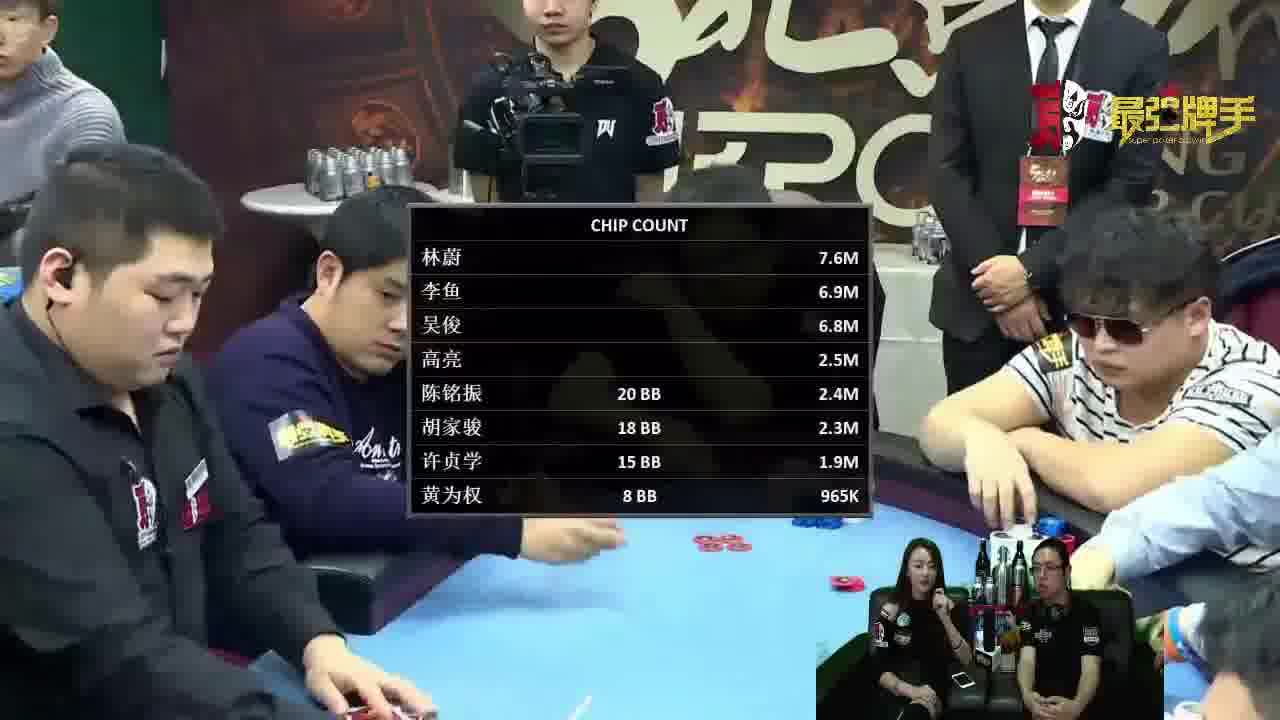 最强牌手
CHIP COUNT
林蔚 7.6M
李鱼 6.9M
吴俊 6.8M
高亮 2.5M
陈铭振 20 BB 2.4M
胡家骏 18 BB 2.3M
许贞学 15 BB 1.9M
黄为权 8 BB 965K